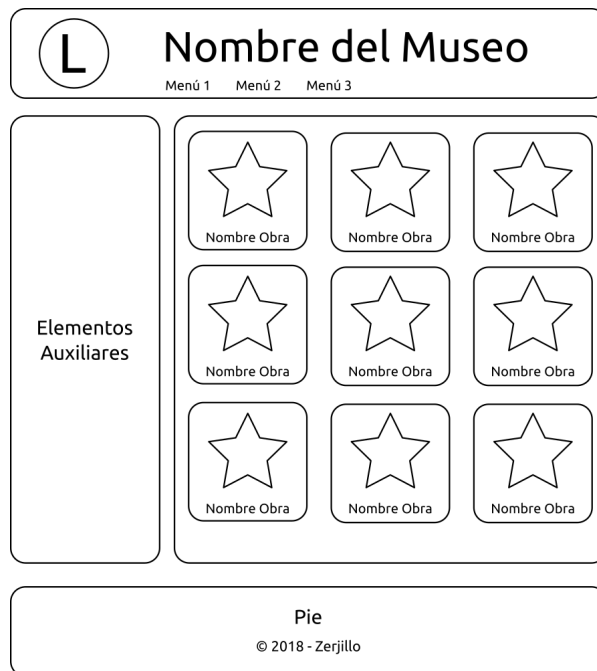 L
Nombre del Museo
Menú 1 Menú 2 Menú 3
Elementos
Auxiliares
Nombre Obra Nombre Obra Nombre Obra
Nombre Obra Nombre Obra Nombre Obra
Nombre Obra Nombre Obra Nombre Obra
Pie
© 2018 - Zerjillo